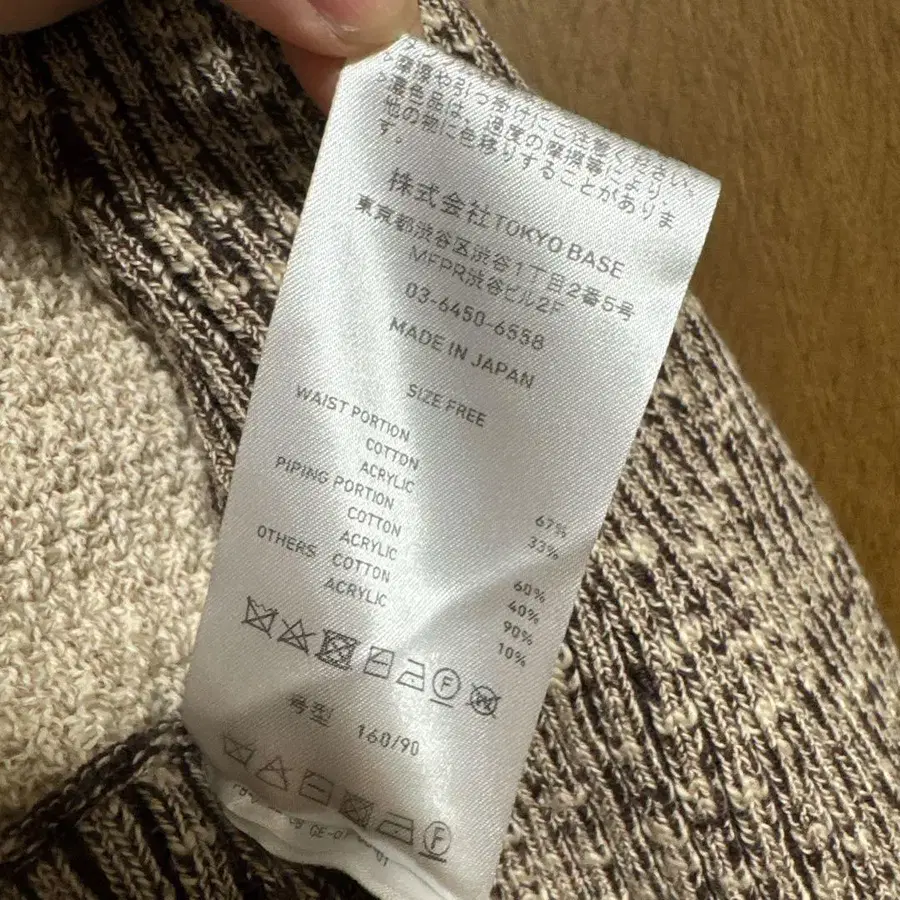 摩擦や引っ掛けにご注意ください。
着色品は、過度の摩擦等により、
他の物に色移りすることがありま
す。
株式会社TOKYO BASE
東京都渋谷区渋谷1丁目2番5号
MFPR渋谷ビル2F
03-6450-6558
MADE IN JAPAN
SIZE FREE
WAIST PORTION
COTTON 67%
ACRYLIC 33%
PIPING PORTION
COTTON 60%
ACRYLIC 40%
OTHERS COTTON 90%
ACRYLIC 10%
F
W
号型 160/90
F